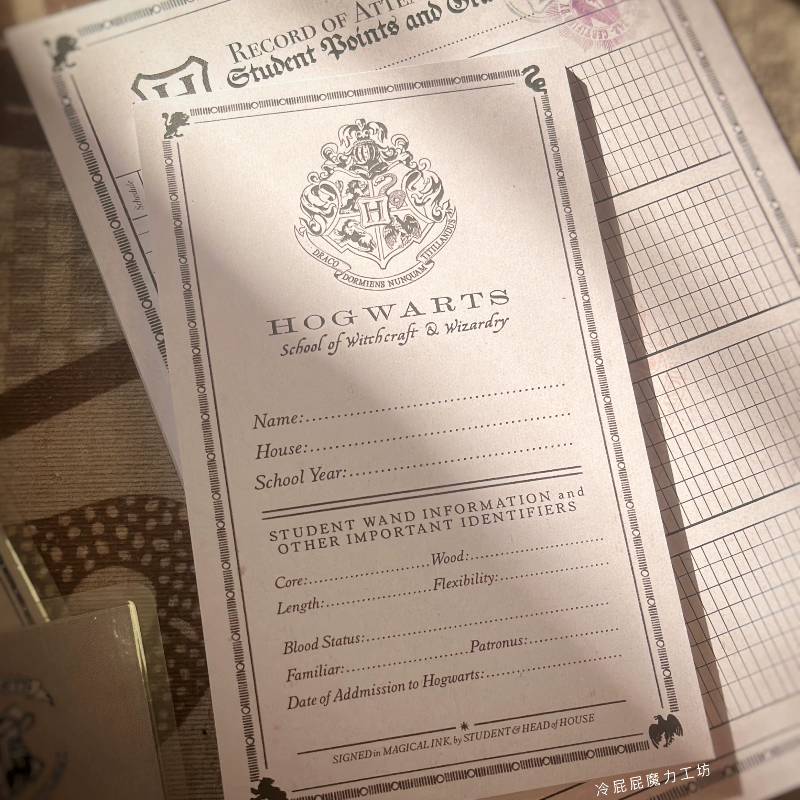 RECORD OF
Student Points and
H
Schedule
H
DRACO DORMIENS NUNQUAM TITILLANDUS
HOGWARTS
School of Witchcraft & Wizardry
Name:
House:
School Year:
STUDENT WAND INFORMATION and
OTHER IMPORTANT IDENTIFIERS
Core: Wood:
Length: Flexibility:
Blood Status:
Familiar: Patronus:
Date of Addmission to Hogwarts:
SIGNED in MAGICAL INK, by STUDENT & HEAD of HOUSE
冷屁屁魔力工坊